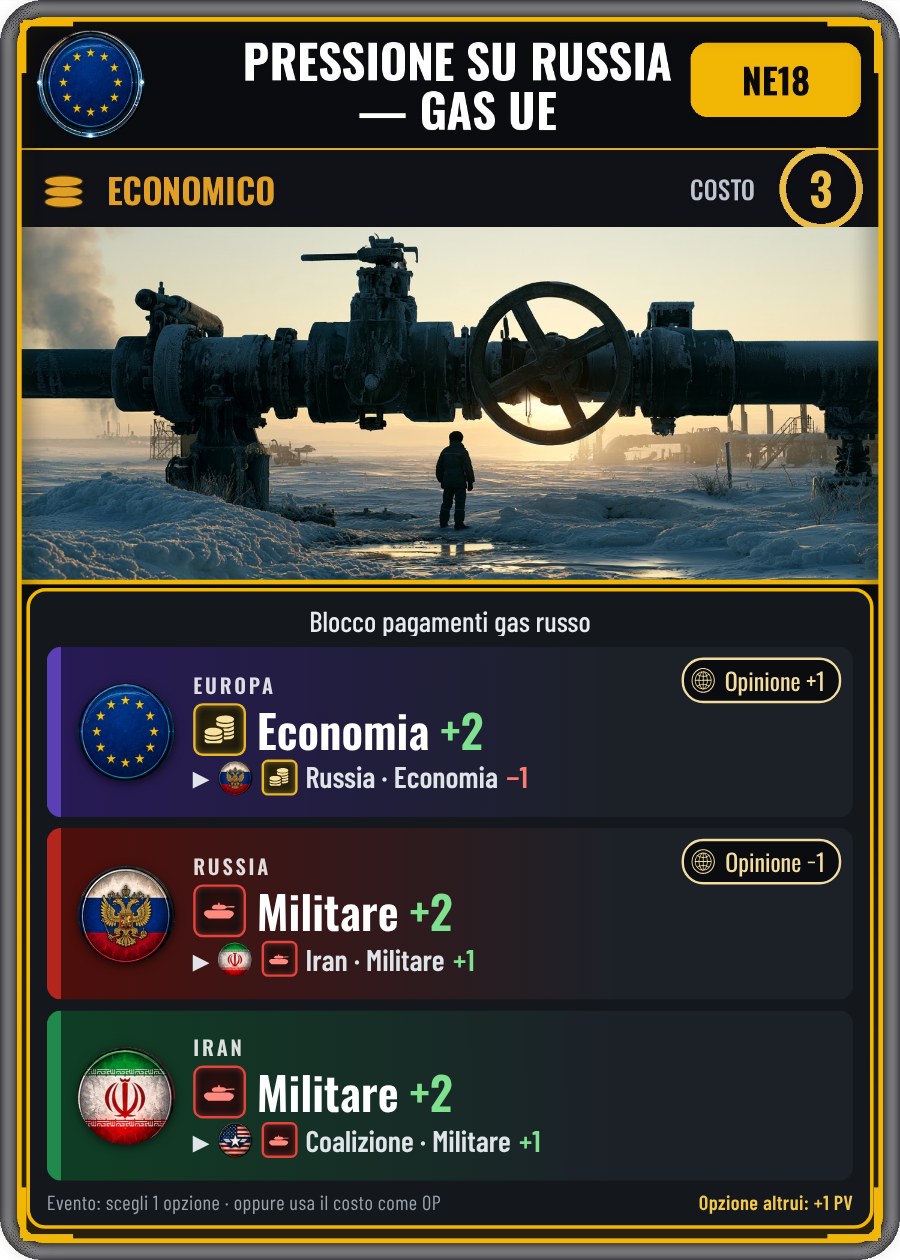 PRESSIONE SU RUSSIA
— GAS UE
NE18
ECONOMICO
COSTO
3
Blocco pagamenti gas russo
EUROPA
Opinione +1
Economia +2
▶ Russia · Economia −1
RUSSIA
Opinione −1
Militare +2
▶ Iran · Militare +1
IRAN
Militare +2
▶ Coalizione · Militare +1
Evento: scegli 1 opzione · oppure usa il costo come OP
Opzione altrui: +1 PV